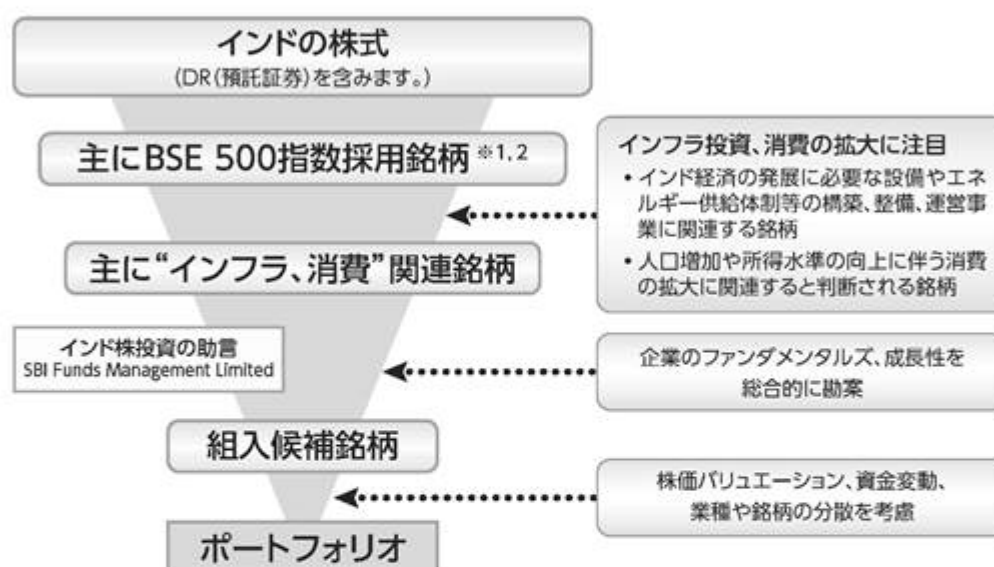 インドの株式
(DR(預託証券)を含みます。)
主にBSE 500指数採用銘柄 ※1,2
インフラ投資、消費の拡大に注目
• インド経済の発展に必要な設備やエネ
ルギー供給体制等の構築、整備、運営事
業に関連する銘柄
• 人口増加や所得水準の向上に伴う消費
の拡大に関連すると判断される銘柄
主に“インフラ、消費”関連銘柄
インド株投資の助言
SBI Funds Management Limited
企業のファンダメンタルズ、成長性を
総合的に勘案
組入候補銘柄
株価バリュエーション、資金変動、
業種や銘柄の分散を考慮
ポートフォリオ